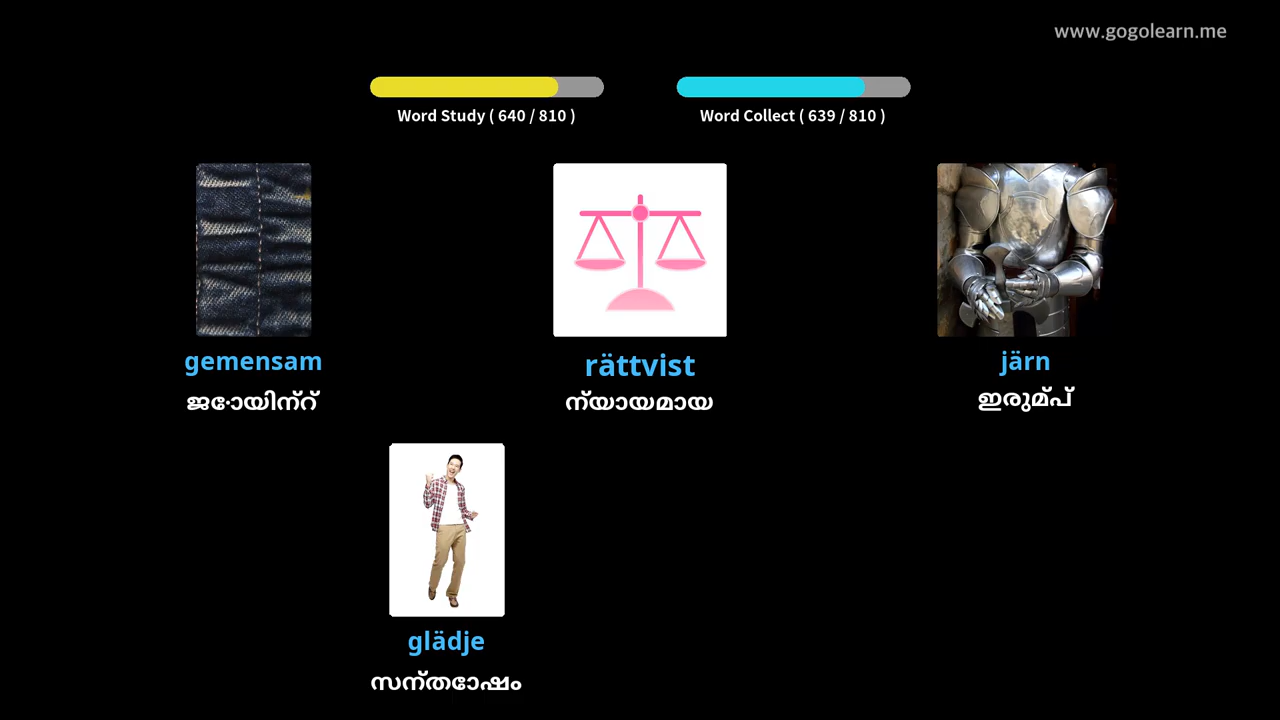 www.gogolearn.me
Word Study ( 640 / 810 )
Word Collect ( 639 / 810 )
gemensam
ജോയിന്റ്
rättvist
ന്യായമായ
järn
ഇരുമ്പ്
glädje
സന്തോഷം